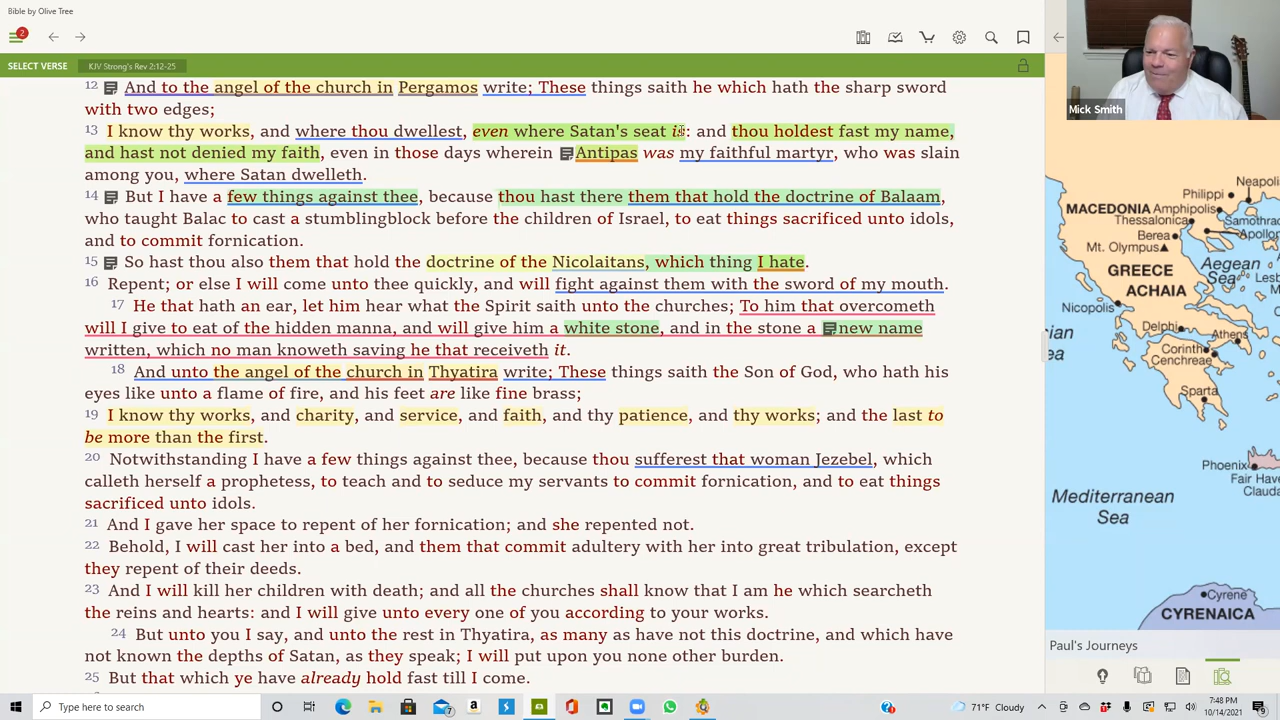 Bible by Olive Tree
2
SELECT VERSE
KJV Strong's Rev 2:12-25
12 And to the angel of the church in Pergamos write; These things saith he which hath the sharp sword
with two edges;
13 I know thy works, and where thou dwellest, even where Satan's seat is: and thou holdest fast my name,
and hast not denied my faith, even in those days wherein Antipas was my faithful martyr, who was slain
among you, where Satan dwelleth.
14 But I have a few things against thee, because thou hast there them that hold the doctrine of Balaam,
who taught Balac to cast a stumblingblock before the children of Israel, to eat things sacrificed unto idols,
and to commit fornication.
15 So hast thou also them that hold the doctrine of the Nicolaitans, which thing I hate.
16 Repent; or else I will come unto thee quickly, and will fight against them with the sword of my mouth.
17 He that hath an ear, let him hear what the Spirit saith unto the churches; To him that overcometh
will I give to eat of the hidden manna, and will give him a white stone, and in the stone a new name
written, which no man knoweth saving he that receiveth it.
18 And unto the angel of the church in Thyatira write; These things saith the Son of God, who hath his
eyes like unto a flame of fire, and his feet are like fine brass;
19 I know thy works, and charity, and service, and faith, and thy patience, and thy works; and the last to
be more than the first.
20 Notwithstanding I have a few things against thee, because thou sufferest that woman Jezebel, which
calleth herself a prophetess, to teach and to seduce my servants to commit fornication, and to eat things
sacrificed unto idols.
21 And I gave her space to repent of her fornication; and she repented not.
22 Behold, I will cast her into a bed, and them that commit adultery with her into great tribulation, except
they repent of their deeds.
23 And I will kill her children with death; and all the churches shall know that I am he which searcheth
the reins and hearts: and I will give unto every one of you according to your works.
24 But unto you I say, and unto the rest in Thyatira, as many as have not this doctrine, and which have
not known the depths of Satan, as they speak; I will put upon you none other burden.
25 But that which ye have already hold fast till I come.
Mick Smith
Neapolis
Philippi
MACEDONIA Amphipolis
Thessalonica
Samothrac
Berea
Apollon
Mt. Olympus
GREECE
Aegean
Sea
ACHAIA
Nicopolis
Delphi
Athens
Corinth
Cenchreae
Sparta
Phoenix
Fair Have
Clauda
Mediterranean
Sea
Cyrene
CYRENAICA
Paul's Journeys
Type here to search
7
71°F Cloudy
7:48 PM
10/14/2021